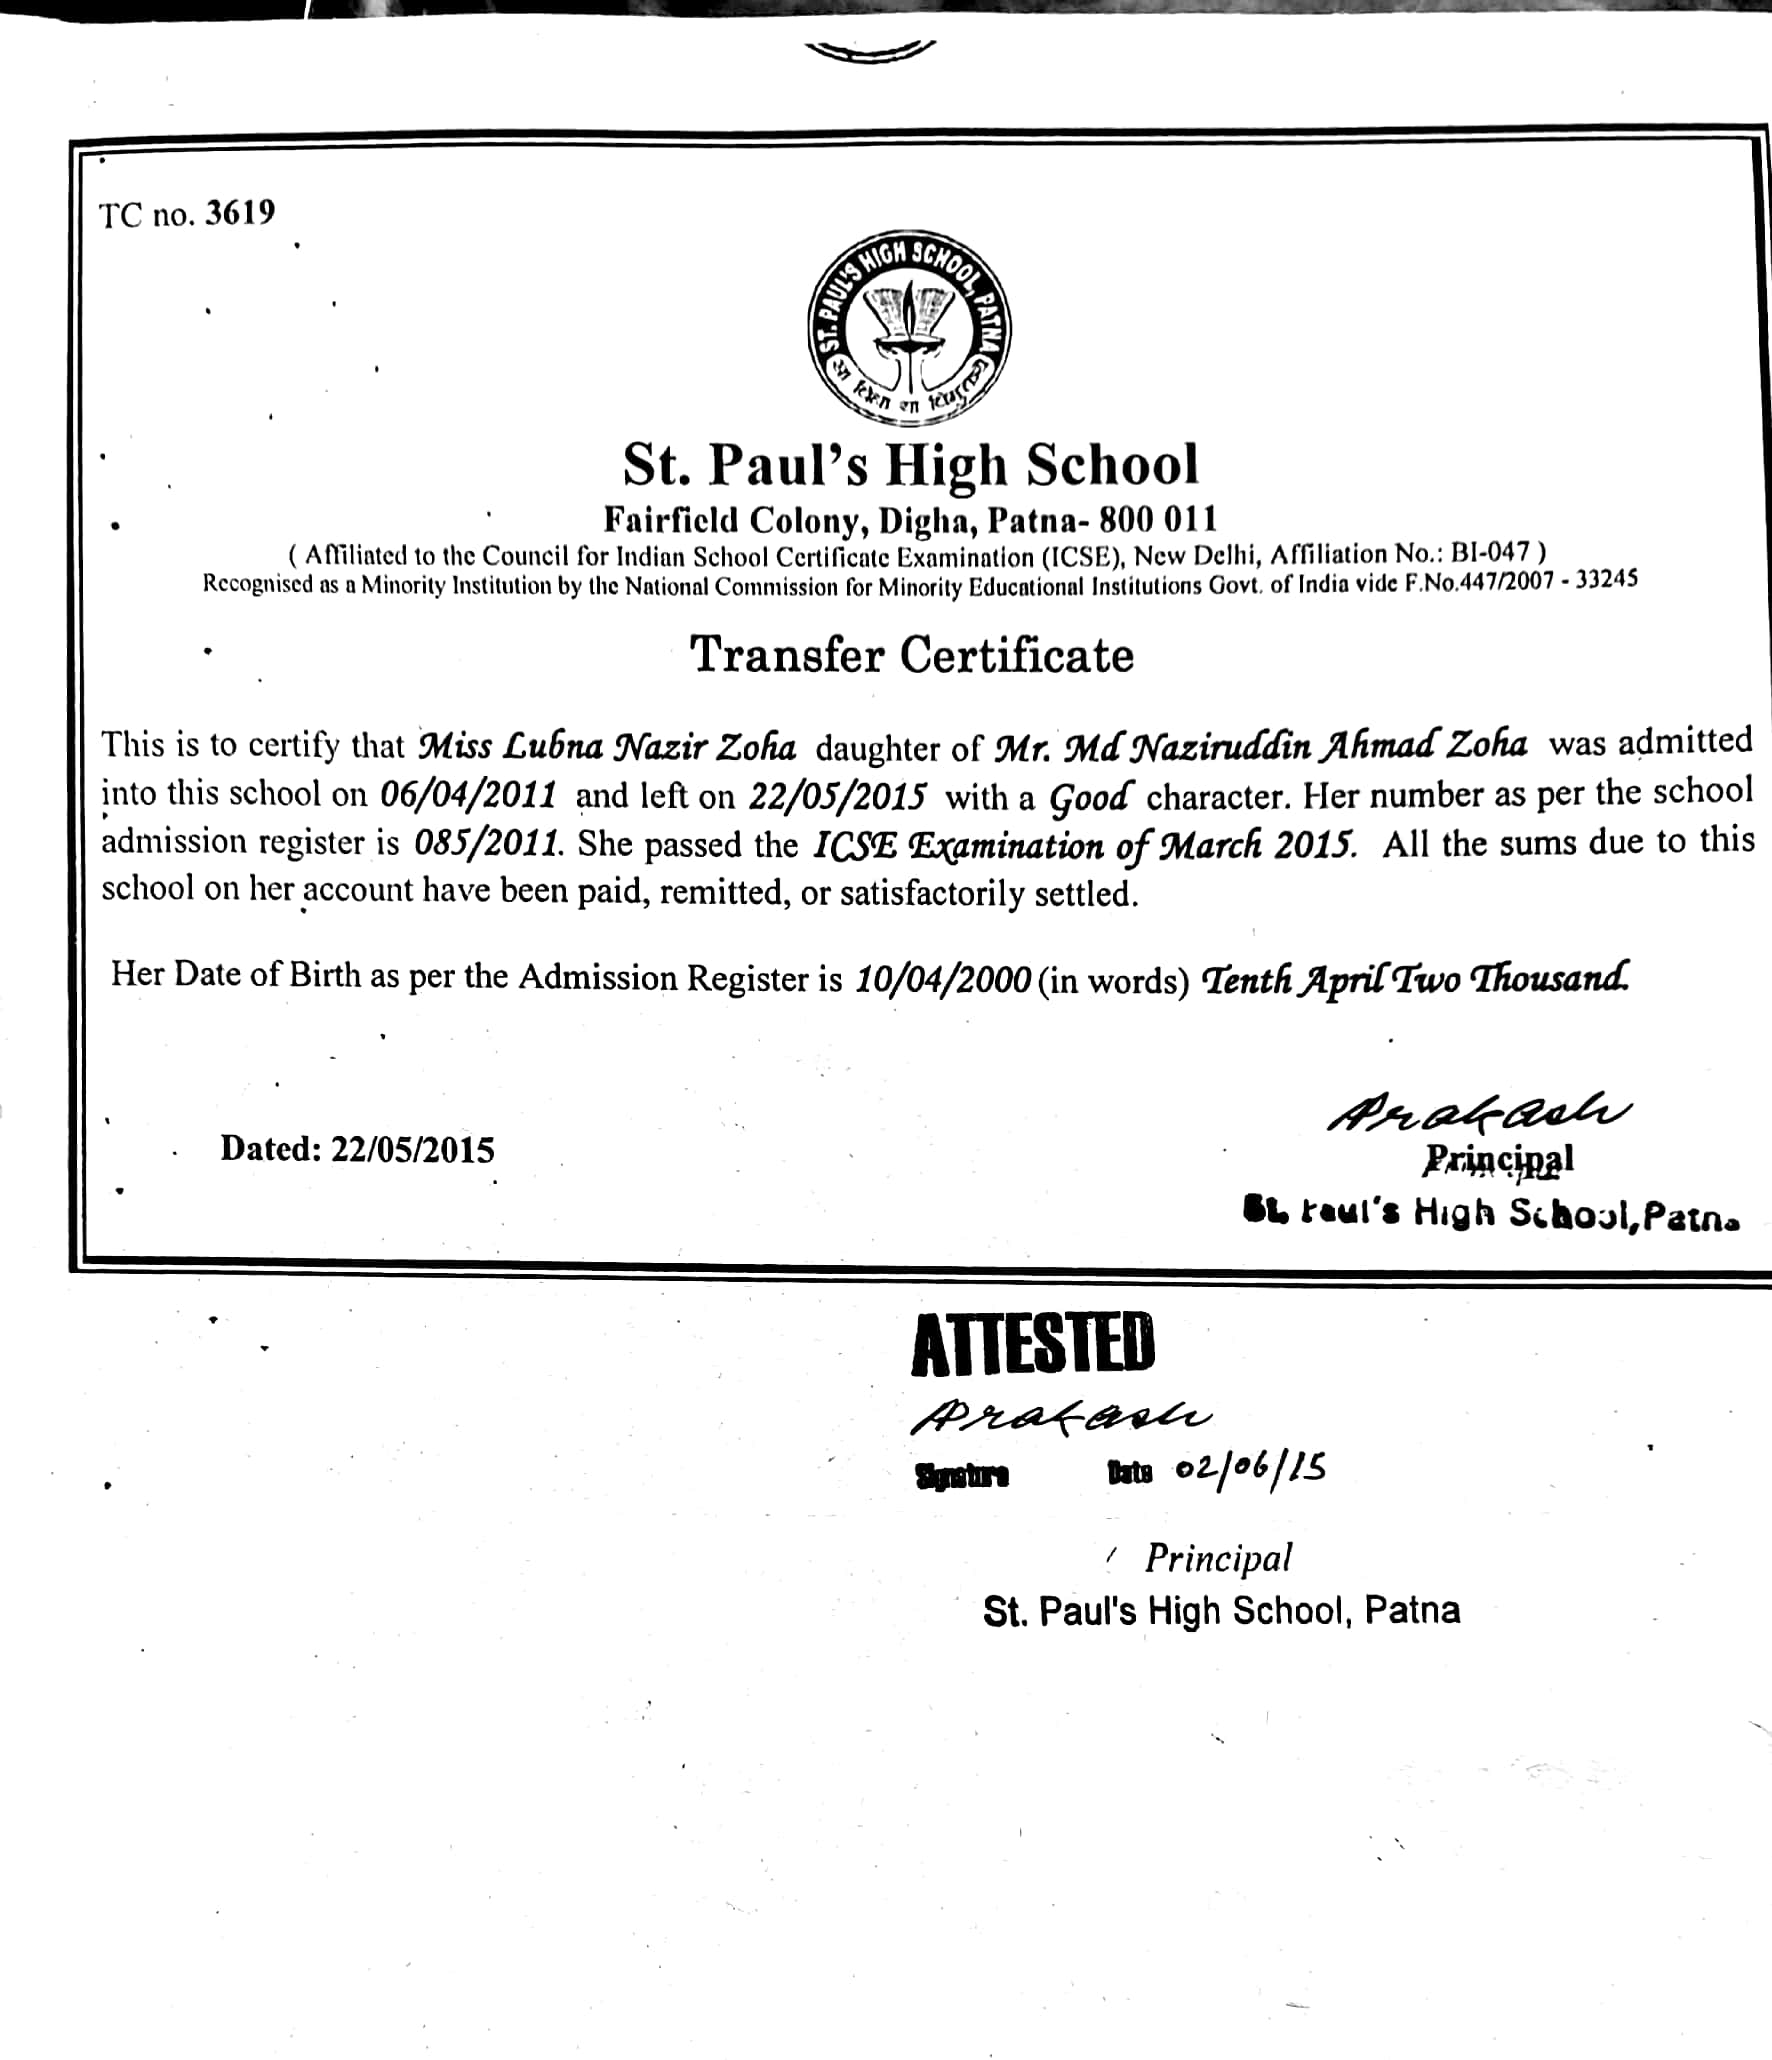 TC no. 3619
ST. PAUL'S HIGH SCHOOL, PATNA
St. Paul's High School
Fairfield Colony, Digha, Patna- 800 011
( Affiliated to the Council for Indian School Certificate Examination (ICSE), New Delhi, Affiliation No.: BI-047 )
Recognised as a Minority Institution by the National Commission for Minority Educational Institutions Govt. of India vide F.No.447/2007 - 33245
Transfer Certificate
This is to certify that Miss Lubna Nazir Zoha daughter of Mr. Md Naziruddin Ahmad Zoha was admitted
into this school on 06/04/2011 and left on 22/05/2015 with a Good character. Her number as per the school
admission register is 085/2011. She passed the ICSE Examination of March 2015. All the sums due to this
school on her account have been paid, remitted, or satisfactorily settled.
Her Date of Birth as per the Admission Register is 10/04/2000 (in words) Tenth April Two Thousand.
Prakash
Dated: 22/05/2015
Principal
St. Paul's High School, Patna
ATTESTED
Prakash
Signature Date 02/06/15
Principal
St. Paul's High School, Patna